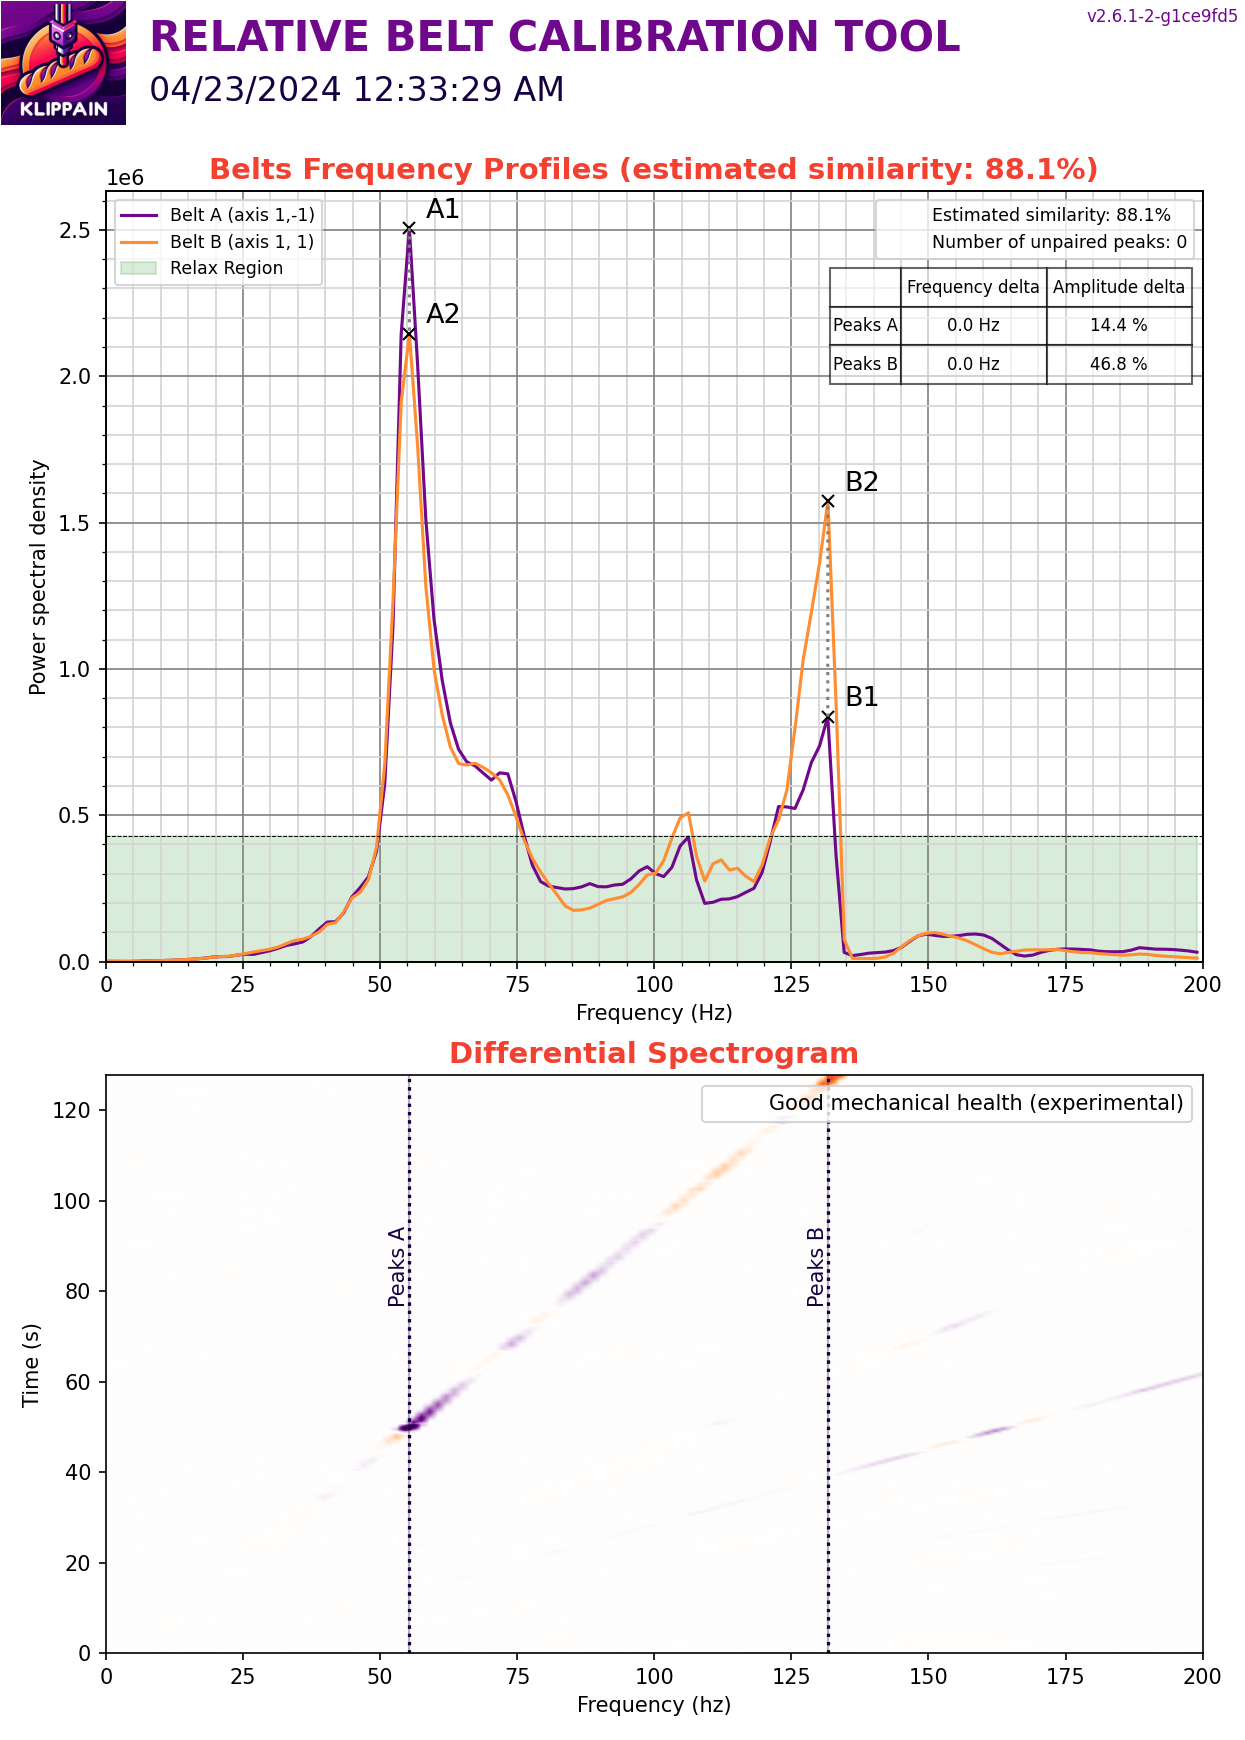 v2.6.1-2-g1ce9fd5
KLIPPAIN
RELATIVE BELT CALIBRATION TOOL
04/23/2024 12:33:29 AM
Belts Frequency Profiles (estimated similarity: 88.1%)
1e6
Belt A (axis 1,-1)
Belt B (axis 1, 1)
Relax Region
A1
A2
B2
B1
Estimated similarity: 88.1%
Number of unpaired peaks: 0
Frequency delta Amplitude delta
Peaks A 0.0 Hz 14.4 %
Peaks B 0.0 Hz 46.8 %
Power spectral density
2.5
2.0
1.5
1.0
0.5
0.0
0 25 50 75 100 125 150 175 200
Frequency (Hz)
Differential Spectrogram
Good mechanical health (experimental)
Peaks A
Peaks B
Time (s)
120
100
80
60
40
20
0
0 25 50 75 100 125 150 175 200
Frequency (hz)